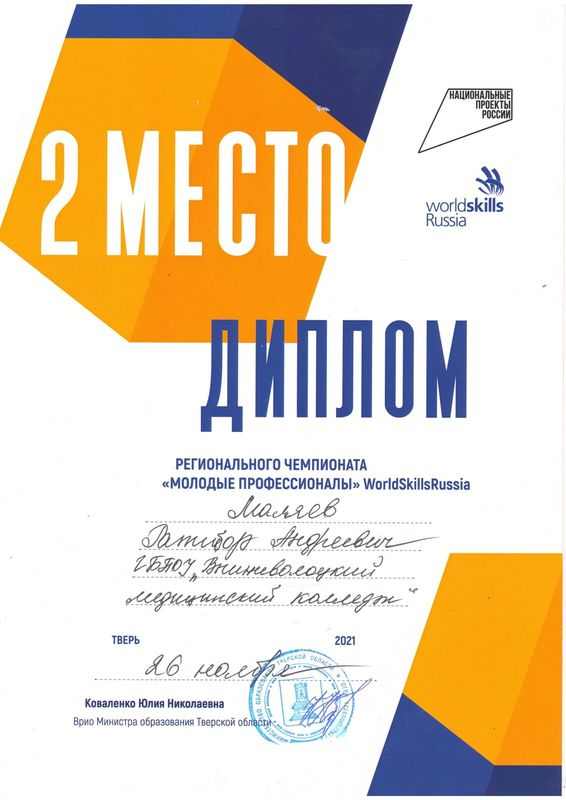 НАЦИОНАЛЬНЫЕ
ПРОЕКТЫ
РОССИИ
worldskills
Russia
2 МЕСТО
ДИПЛОМ
РЕГИОНАЛЬНОГО ЧЕМПИОНАТА
«МОЛОДЫЕ ПРОФЕССИОНАЛЫ» WorldSkillsRussia
Маляев
Ратибор Андреевич
ГБПОУ „Вышневолоцкий
медицинский колледж“
ТВЕРЬ 2021
26 ноября
Коваленко Юлия Николаевна
Врио Министра образования Тверской области